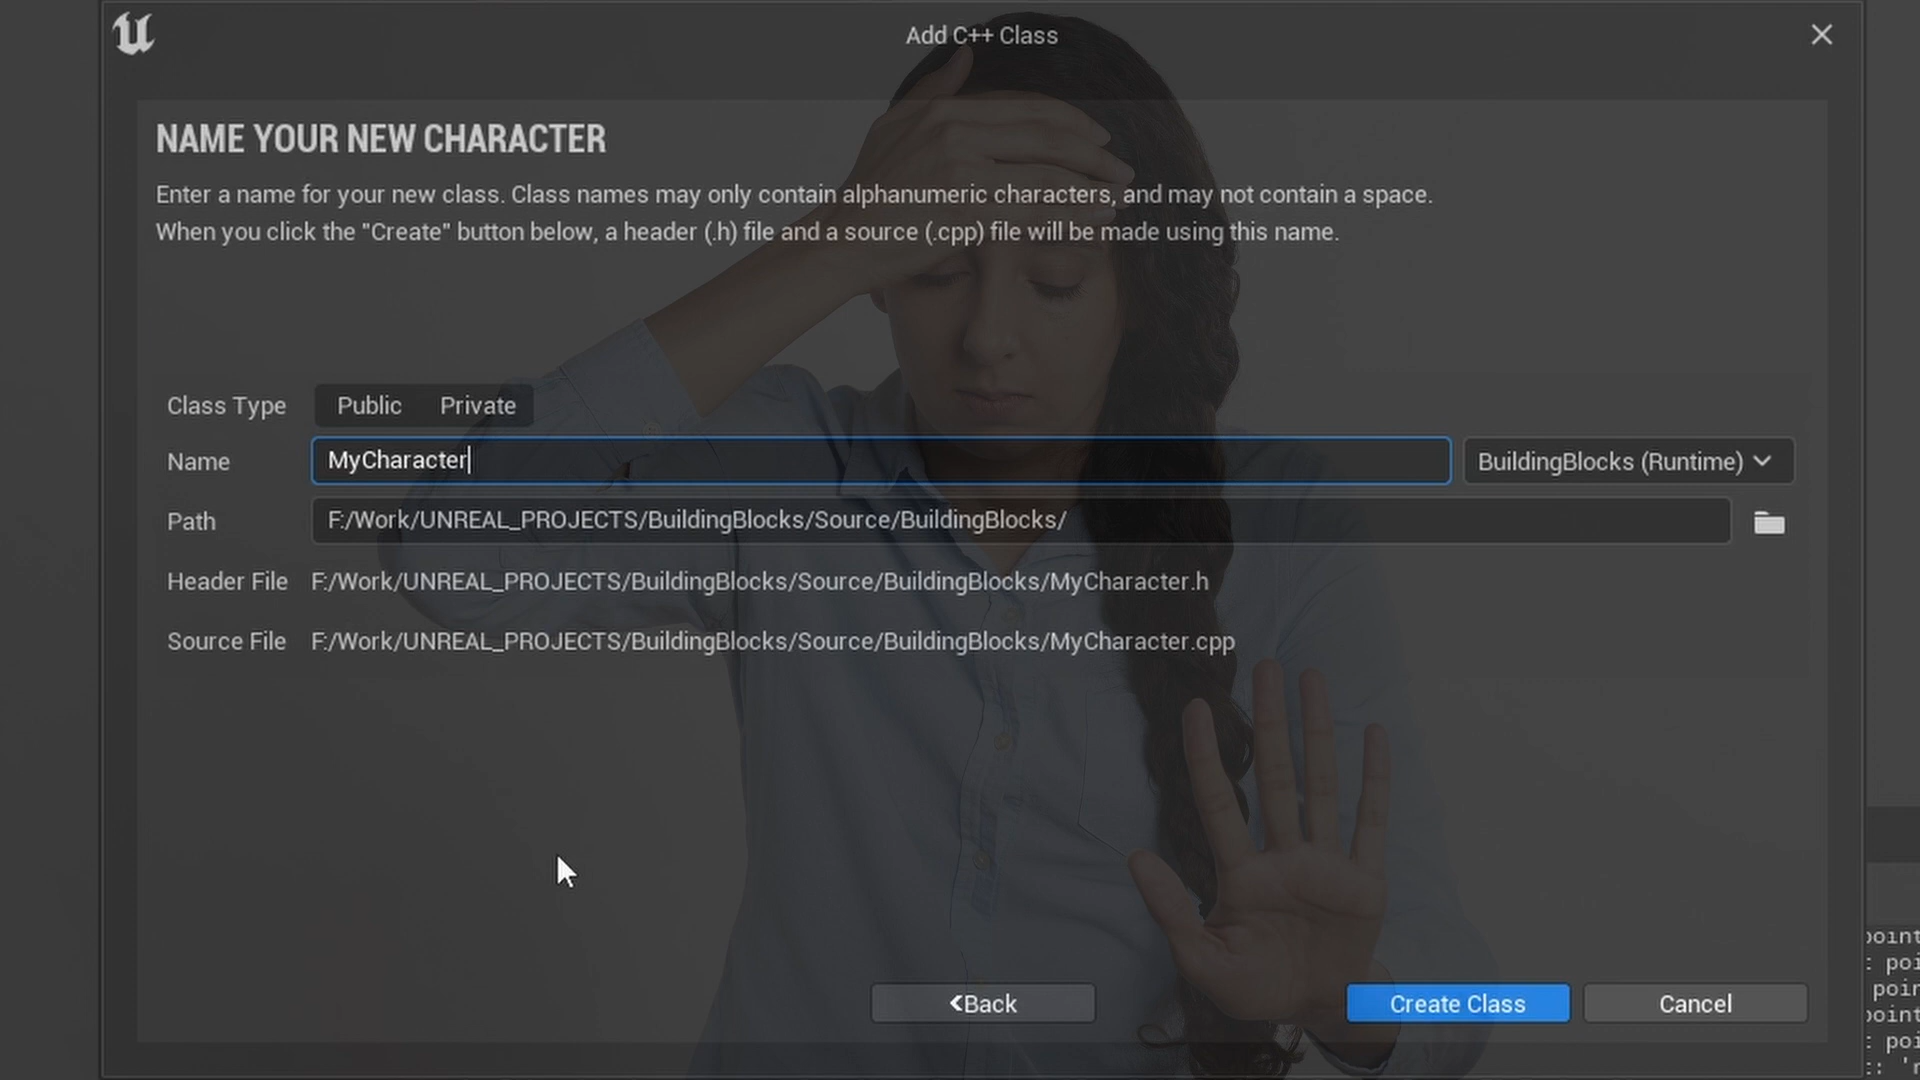 Add C++ Class
NAME YOUR NEW CHARACTER
Enter a name for your new class. Class names may only contain alphanumeric characters, and may not contain a space.
When you click the "Create" button below, a header (.h) file and a source (.cpp) file will be made using this name.
Class Type Public Private
Name MyCharacter BuildingBlocks (Runtime)
Path F:/Work/UNREAL_PROJECTS/BuildingBlocks/Source/BuildingBlocks/
Header File F:/Work/UNREAL_PROJECTS/BuildingBlocks/Source/BuildingBlocks/MyCharacter.h
Source File F:/Work/UNREAL_PROJECTS/BuildingBlocks/Source/BuildingBlocks/MyCharacter.cpp
<Back Create Class Cancel